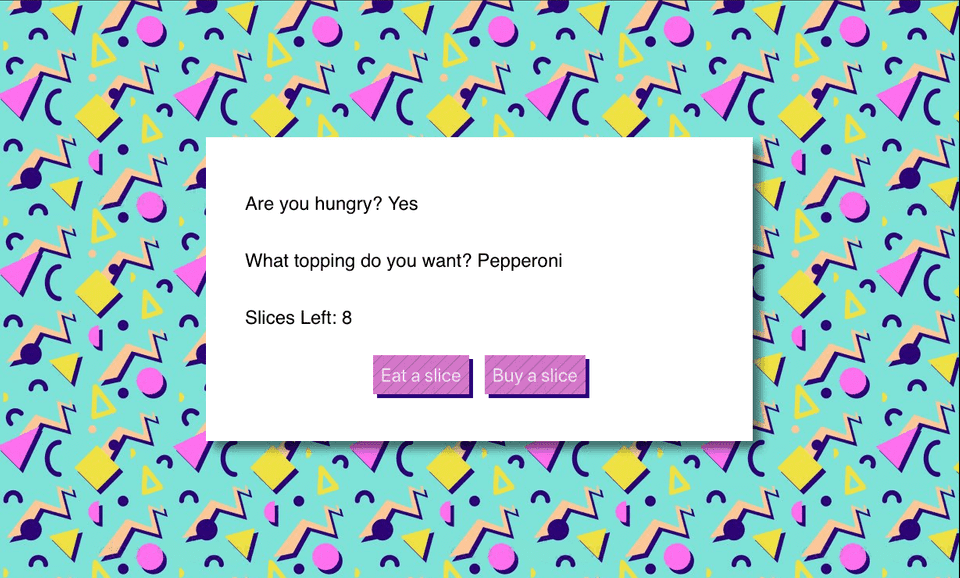 Are you hungry? Yes
What topping do you want? Pepperoni
Slices Left: 8
Eat a slice
Buy a slice